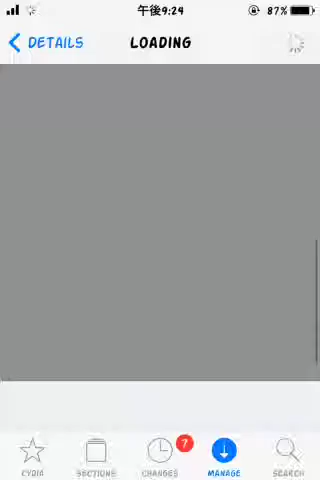 午後9:24
87%
DETAILS
LOADING
7
CYDIA
SECTIONS
CHANGES
MANAGE
SEARCH